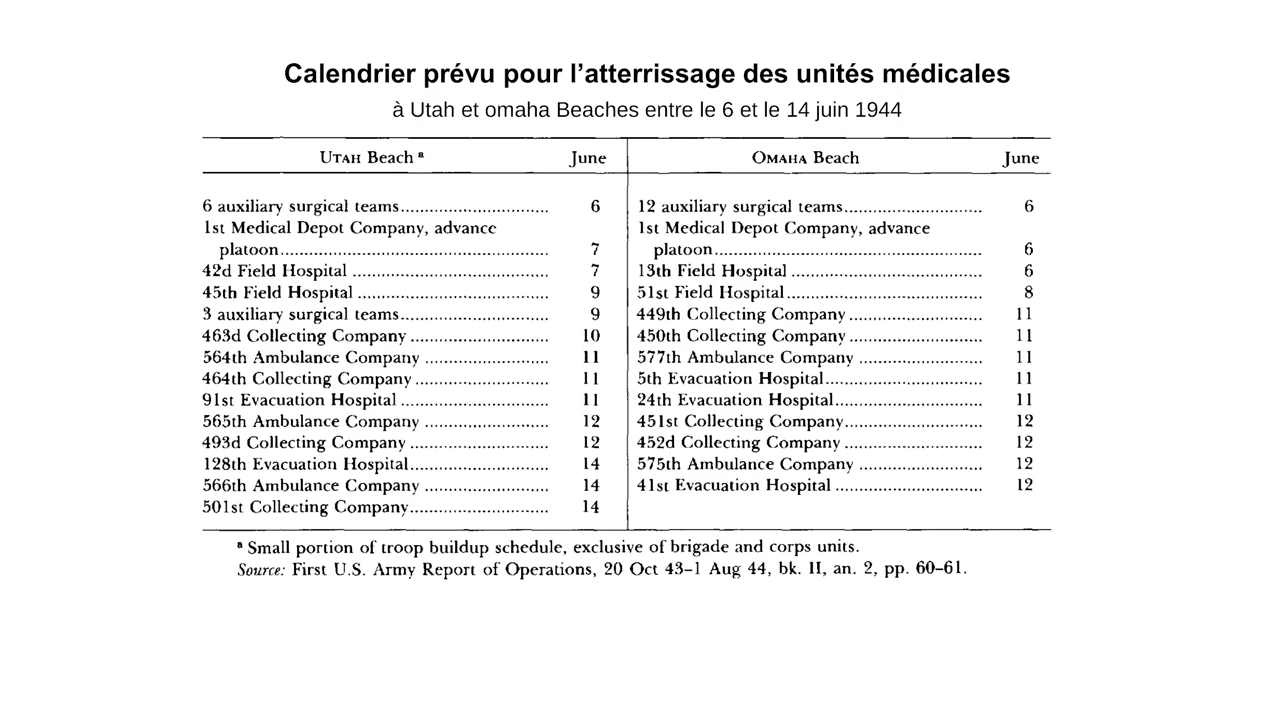 Calendrier prévu pour l’atterrissage des unités médicales
à Utah et omaha Beaches entre le 6 et le 14 juin 1944
UTAH Beach ª June OMAHA Beach June
6 auxiliary surgical teams.............................. 6
1st Medical Depot Company, advance
platoon........................................................ 7
42d Field Hospital ......................................... 7
45th Field Hospital ........................................ 9
3 auxiliary surgical teams.............................. 9
463d Collecting Company ............................. 10
564th Ambulance Company .......................... 11
464th Collecting Company ............................ 11
91st Evacuation Hospital ............................... 11
565th Ambulance Company .......................... 12
493d Collecting Company ............................. 12
128th Evacuation Hospital............................. 14
566th Ambulance Company .......................... 14
501st Collecting Company............................. 14
12 auxiliary surgical teams............................. 6
1st Medical Depot Company, advance
platoon........................................................ 6
13th Field Hospital ........................................ 6
51st Field Hospital......................................... 8
449th Collecting Company ............................ 11
450th Collecting Company ............................ 11
577th Ambulance Company .......................... 11
5th Evacuation Hospital................................. 11
24th Evacuation Hospital............................... 11
451st Collecting Company............................. 12
452d Collecting Company ............................. 12
575th Ambulance Company .......................... 12
41st Evacuation Hospital ............................... 12
ª Small portion of troop buildup schedule, exclusive of brigade and corps units.
Source: First U.S. Army Report of Operations, 20 Oct 43–1 Aug 44, bk. II, an. 2, pp. 60–61.